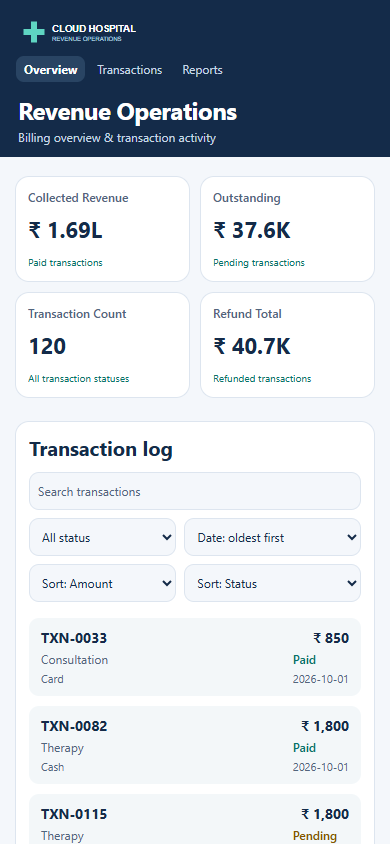 CLOUD HOSPITAL
REVENUE OPERATIONS
Overview Transactions Reports
Revenue Operations
Billing overview & transaction activity
Collected Revenue
₹ 1.69L
Paid transactions
Outstanding
₹ 37.6K
Pending transactions
Transaction Count
120
All transaction statuses
Refund Total
₹ 40.7K
Refunded transactions
Transaction log
Search transactions
All status
Date: oldest first
Sort: Amount
Sort: Status
TXN-0033 ₹ 850
Consultation Paid
Card 2026-10-01
TXN-0082 ₹ 1,800
Therapy Paid
Cash 2026-10-01
TXN-0115 ₹ 1,800
Therapy Pending